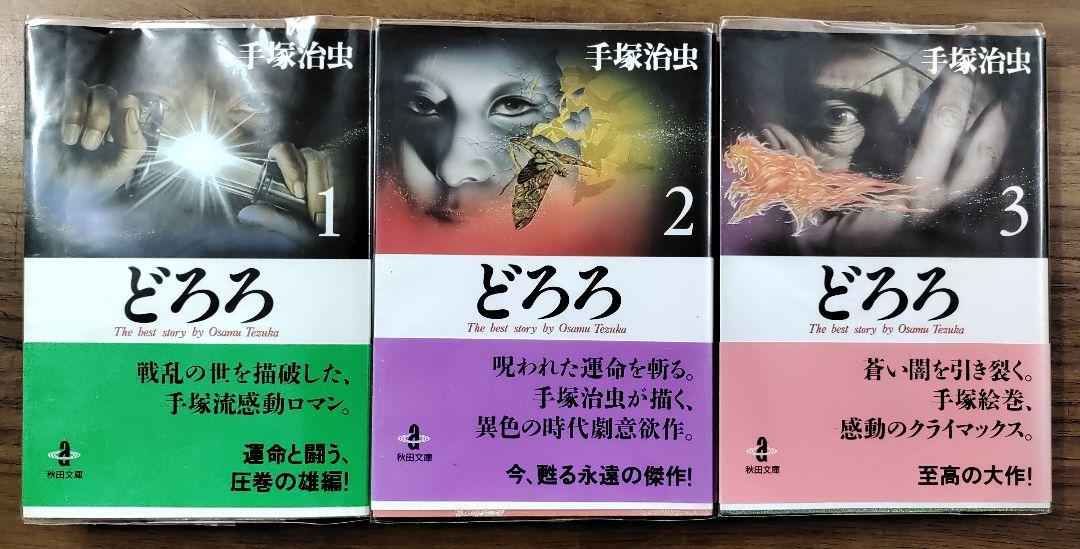 手塚治虫
1
どろろ
The best story by Osamu Tezuka
戦乱の世を描破した、
手塚流感動ロマン。
運命と闘う、
圧巻の雄編!
a
秋田文庫
手塚治虫
2
どろろ
The best story by Osamu Tezuka
呪われた運命を斬る。
手塚治虫が描く、
異色の時代劇意欲作。
今、甦る永遠の傑作!
a
秋田文庫
手塚治虫
3
どろろ
The best story by Osamu Tezuka
蒼い闇を引き裂く。
手塚絵巻、
感動のクライマックス。
至高の大作!
a
秋田文庫